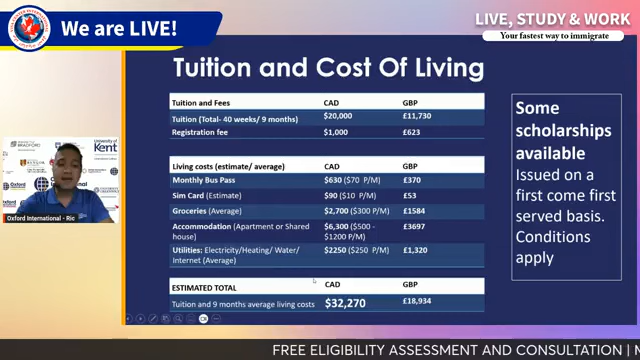 We are LIVE!
LIVE, STUDY & WORK
Your fastest way to immigrate
Tuition and Cost Of Living
Tuition and Fees CAD GBP
Tuition (Total- 40 weeks/ 9 months) $20,000 £11,730
Registration fee $1,000 £623
Living costs (estimate/ average) CAD GBP
Monthly Bus Pass $630 ($70 P/M) £370
Sim Card (Estimate) $90 ($10 P/M) £53
Groceries (Average) $2,700 ($300 P/M) £1584
Accommodation (Apartment or Shared $6,300 ($500 - £3697
house) $1200 P/M)
Utilities: Electricity/Heating/ Water/ $2250 ($250 P/M) £1,320
Internet (Average)
ESTIMATED TOTAL CAD GBP
Tuition and 9 months average living costs $32,270 £18,934
Some
scholarships
available
Issued on a
first come first
served basis.
Conditions
apply
University of
Kent
Oxford International - Ric
FREE ELIGIBILITY ASSESSMENT AND CONSULTATION |